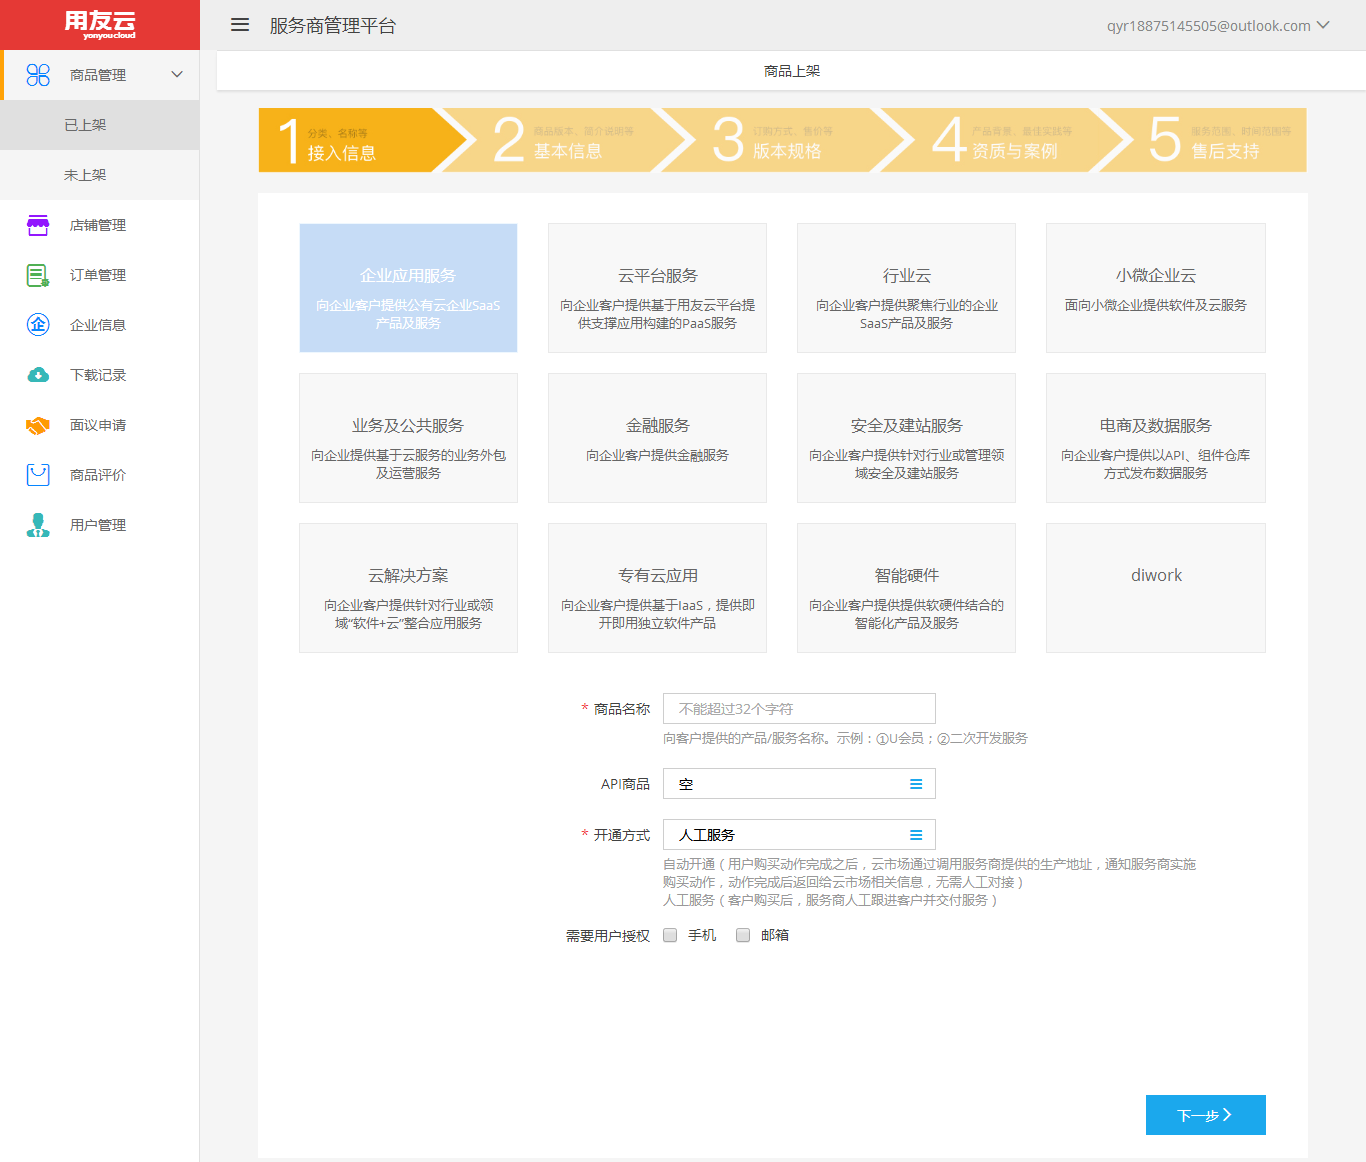 用友云
yonyoucloud
服务商管理平台
qyr18875145505@outlook.com
商品管理
已上架
未上架
店铺管理
订单管理
企业信息
下载记录
面议申请
商品评价
用户管理
商品上架
1 分类、名称等
接入信息
2 商品版本、简介说明等
基本信息
3 订购方式、售价等
版本规格
4 产品背景、最佳实践等
资质与案例
5 服务范围、时间范围等
售后支持
企业应用服务
向企业客户提供公有云企业SaaS
产品及服务
云平台服务
向企业客户提供基于用友云平台提
供支撑应用构建的PaaS服务
行业云
向企业客户提供聚焦行业的企业
SaaS产品及服务
小微企业云
面向小微企业提供软件及云服务
业务及公共服务
向企业提供基于云服务的业务外包
及运营服务
金融服务
向企业客户提供金融服务
安全及建站服务
向企业客户提供针对行业或管理领
域安全及建站服务
电商及数据服务
向企业客户提供以API、组件仓库
方式发布数据服务
云解决方案
向企业客户提供针对行业或领
域“软件+云”整合应用服务
专有云应用
向企业客户提供基于IaaS，提供即
开即用独立软件产品
智能硬件
向企业客户提供提供软硬件结合的
智能化产品及服务
diwork
* 商品名称 不能超过32个字符
向客户提供的产品/服务名称。示例：①U会员；②二次开发服务
API商品 空
* 开通方式 人工服务
自动开通（用户购买动作完成之后，云市场通过调用服务商提供的生产地址，通知服务商实施
购买动作，动作完成后返回给云市场相关信息，无需人工对接）
人工服务（客户购买后，服务商人工跟进客户并交付服务）
需要用户授权 手机 邮箱
下一步